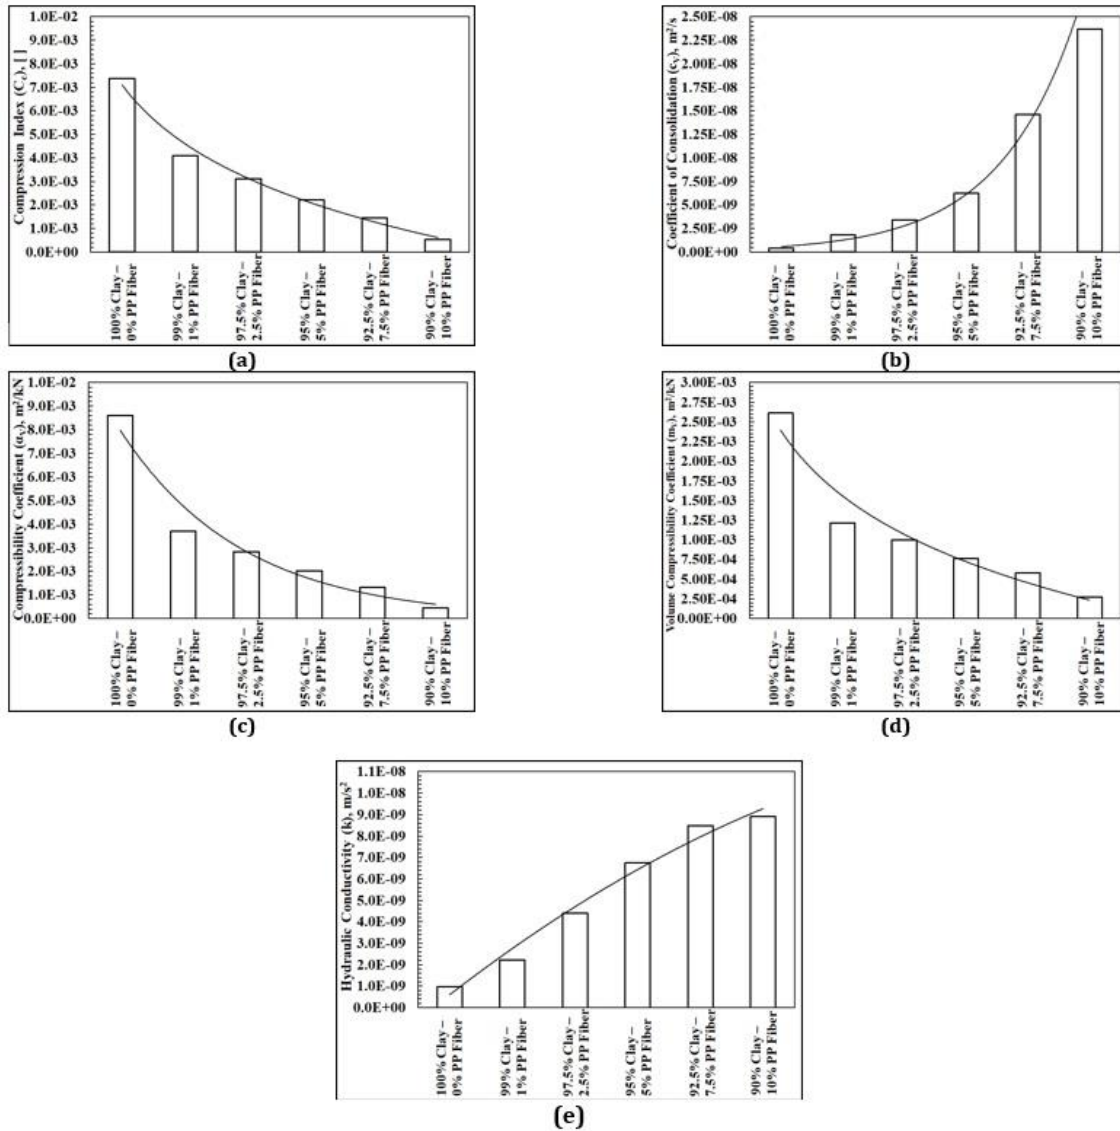 Compression Index (Cc), [ ]
1.0E-02
9.0E-03
8.0E-03
7.0E-03
6.0E-03
5.0E-03
4.0E-03
3.0E-03
2.0E-03
1.0E-03
0.0E+00
100% Clay –
0% PP Fiber
99% Clay –
1% PP Fiber
97.5% Clay –
2.5% PP Fiber
95% Clay –
5% PP Fiber
92.5% Clay –
7.5% PP Fiber
90% Clay –
10% PP Fiber
(a)
Coefficient of Consolidation (cv), m²/s
2.50E-08
2.25E-08
2.00E-08
1.75E-08
1.50E-08
1.25E-08
1.00E-08
7.50E-09
5.00E-09
2.50E-09
0.00E+00
100% Clay –
0% PP Fiber
99% Clay –
1% PP Fiber
97.5% Clay –
2.5% PP Fiber
95% Clay –
5% PP Fiber
92.5% Clay –
7.5% PP Fiber
90% Clay –
10% PP Fiber
(b)
Compressibility Coefficient (αv), m²/kN
1.0E-02
9.0E-03
8.0E-03
7.0E-03
6.0E-03
5.0E-03
4.0E-03
3.0E-03
2.0E-03
1.0E-03
0.0E+00
100% Clay –
0% PP Fiber
99% Clay –
1% PP Fiber
97.5% Clay –
2.5% PP Fiber
95% Clay –
5% PP Fiber
92.5% Clay –
7.5% PP Fiber
90% Clay –
10% PP Fiber
(c)
Volume Compressibility Coefficient (mv), m²/kN
3.00E-03
2.75E-03
2.50E-03
2.25E-03
2.00E-03
1.75E-03
1.50E-03
1.25E-03
1.00E-03
7.50E-04
5.00E-04
2.50E-04
0.00E+00
100% Clay –
0% PP Fiber
99% Clay –
1% PP Fiber
97.5% Clay –
2.5% PP Fiber
95% Clay –
5% PP Fiber
92.5% Clay –
7.5% PP Fiber
90% Clay –
10% PP Fiber
(d)
Hydraulic Conductivity (k), m/s²
1.1E-08
1.0E-08
9.0E-09
8.0E-09
7.0E-09
6.0E-09
5.0E-09
4.0E-09
3.0E-09
2.0E-09
1.0E-09
0.0E+00
100% Clay –
0% PP Fiber
99% Clay –
1% PP Fiber
97.5% Clay –
2.5% PP Fiber
95% Clay –
5% PP Fiber
92.5% Clay –
7.5% PP Fiber
90% Clay –
10% PP Fiber
(e)